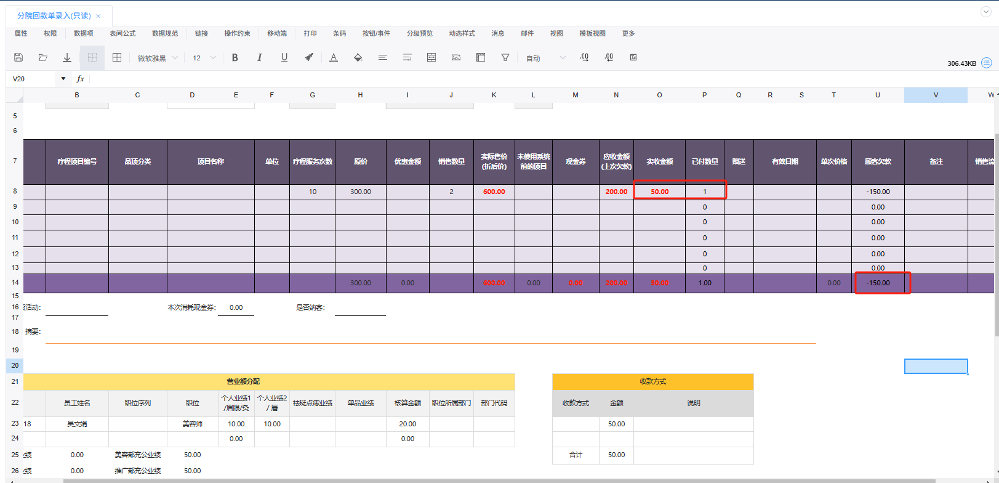 分院回款单录入(只读) ×
属性 权限 数据项 表间公式 数据规范 链接 操作约束 移动端 打印 条码 按钮/事件 分级预览 动态样式 消息 邮件 视图 模板视图 更多
微软雅黑 12 B I U A 自动 .00 .00
306.43KB
V20 fx
B C D E F G H I J K L M N O P Q R S T U V W
5
6
7 疗程项目编号 品项分类 项目名称 单位 疗程服务次数 原价 优惠金额 销售数量 实际售价 未使用系统 现金券 应收金额 实收金额 已付数量 赠送 有效日期 单次价格 顾客欠款 备注 销售流
(折后价) 前的项目 (上次欠款)
8 10 300.00 2 600.00 200.00 50.00 1 -150.00
9 0 0.00
10 0 0.00
11 0 0.00
12 0 0.00
13 0 0.00
14 300.00 0.00 600.00 0.00 0.00 200.00 50.00 1.00 0.00 -150.00
15
16 活动: 本次消耗现金券: 0.00 是否纳客:
17
18 摘要:
19
20
21 营业额分配 收款方式
22 员工姓名 职位序列 职位 个人业绩1 个人业绩2 祛斑点痣业绩 单品业绩 核算金额 职位所属部门 部门代码 收款方式 金额 说明
/眉眼/灸 / 唇
23 18 吴文娟 美容师 10.00 10.00 20.00 50.00
24 0.00 0.00
25 业绩 0.00 美容部充公业绩 50.00 合计 50.00
26 业绩 0.00 推广部充公业绩 50.00